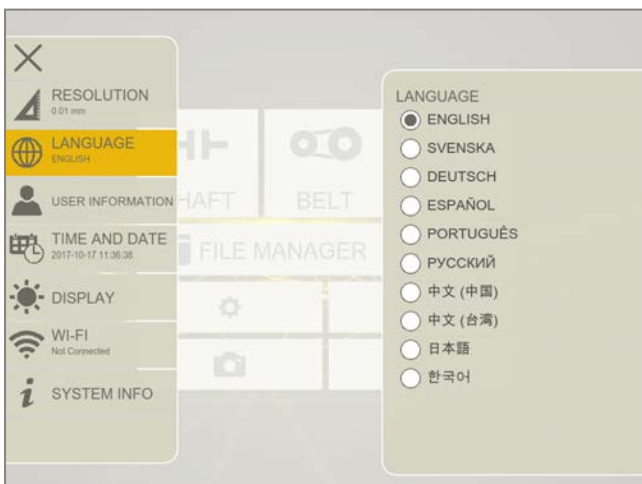 RESOLUTION
0.01 mm
LANGUAGE
ENGLISH
USER INFORMATION
TIME AND DATE
2017-10-17 11:36:38
DISPLAY
WI-FI
Not Connected
SYSTEM INFO
HAFT
BELT
FILE MANAGER
LANGUAGE
ENGLISH
SVENSKA
DEUTSCH
ESPAÑOL
PORTUGUÊS
РУССКИЙ
中文 (中国)
中文 (台湾)
日本語
한국어